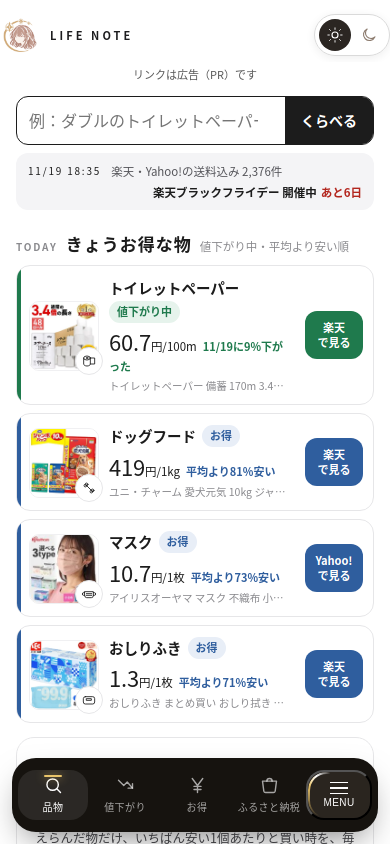 LIFE NOTE
リンクは広告（PR）です
例：ダブルのトイレットペーパー
くらべる
11/19 18:35 楽天・Yahoo!の送料込み 2,376件
楽天ブラックフライデー 開催中 あと6日
TODAY きょうお得な物 値下がり中・平均より安い順
トイレットペーパー
値下がり中
60.7円/100m 11/19に9%下が
った
トイレットペーパー 備蓄 170m 3.4…
楽天
で見る
ドッグフード お得
419円/1kg 平均より81%安い
ユニ・チャーム 愛犬元気 10kg ジャ…
楽天
で見る
マスク お得
10.7円/1枚 平均より73%安い
アイリスオーヤマ マスク 不織布 小…
Yahoo!
で見る
おしりふき お得
1.3円/1枚 平均より71%安い
おしりふき まとめ買い おしり拭き …
楽天
で見る
品物
値下がり
お得
ふるさと納税
MENU
えらんだ物だけ、いちばん安い1個あたりと買い時を、毎